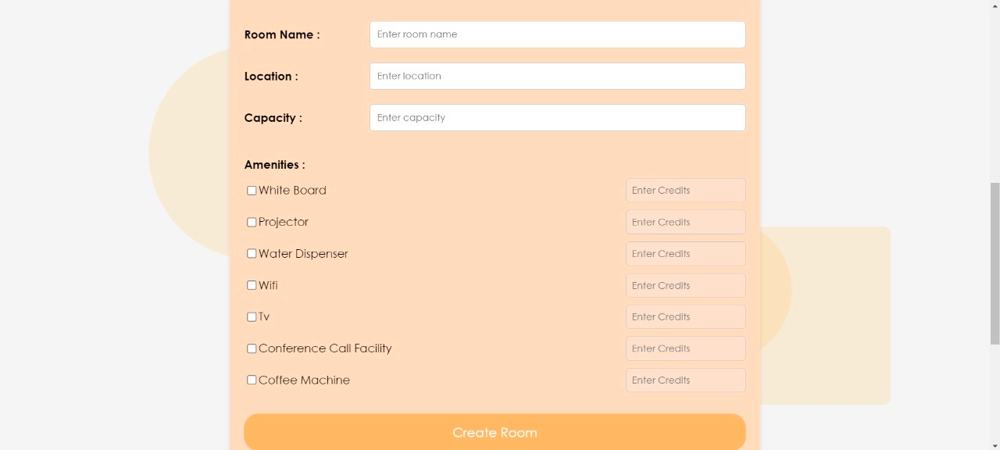 Room Name : Enter room name
Location : Enter location
Capacity : Enter capacity
Amenities :
White Board Enter Credits
Projector Enter Credits
Water Dispenser Enter Credits
Wifi Enter Credits
Tv Enter Credits
Conference Call Facility Enter Credits
Coffee Machine Enter Credits
Create Room